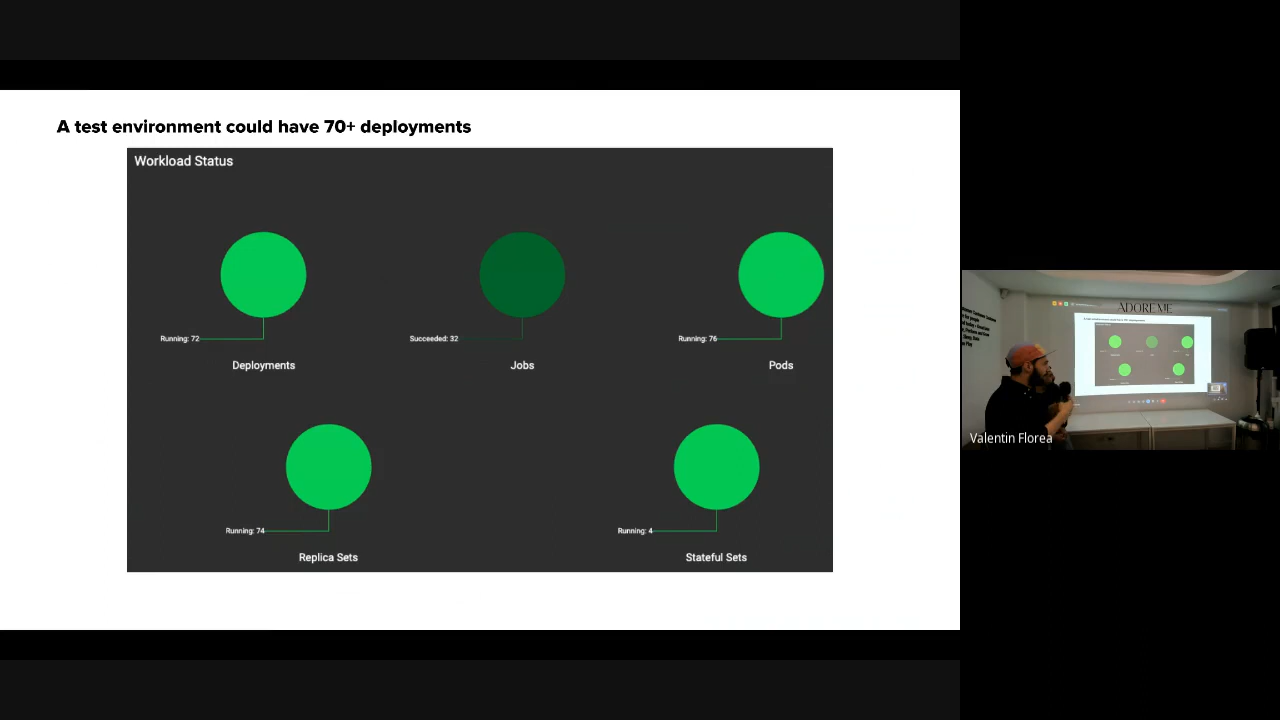 A test environment could have 70+ deployments
Workload Status
Running: 72
Succeeded: 32
Running: 76
Deployments
Jobs
Pods
Running: 74
Running: 4
Replica Sets
Stateful Sets
ADORE ME
Valentin Florea